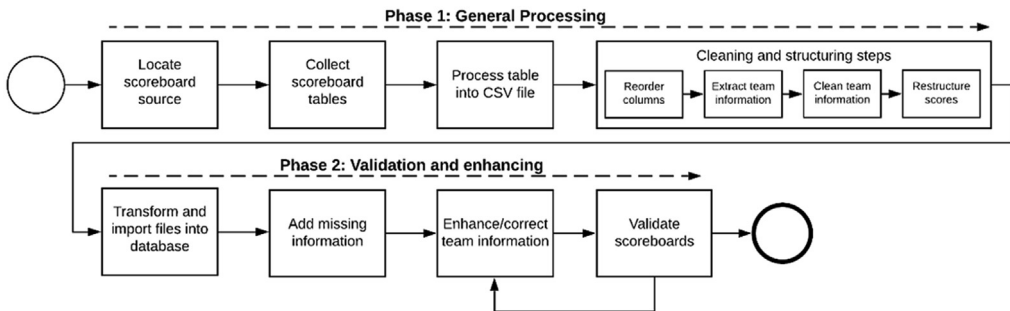 Phase 1: General Processing
Locate
scoreboard
source
Collect
scoreboard
tables
Process table
into CSV file
Cleaning and structuring steps
Reorder
columns
Extract team
information
Clean team
information
Restructure
scores
Phase 2: Validation and enhancing
Transform and
import files into
database
Add missing
information
Enhance/correct
team information
Validate
scoreboards